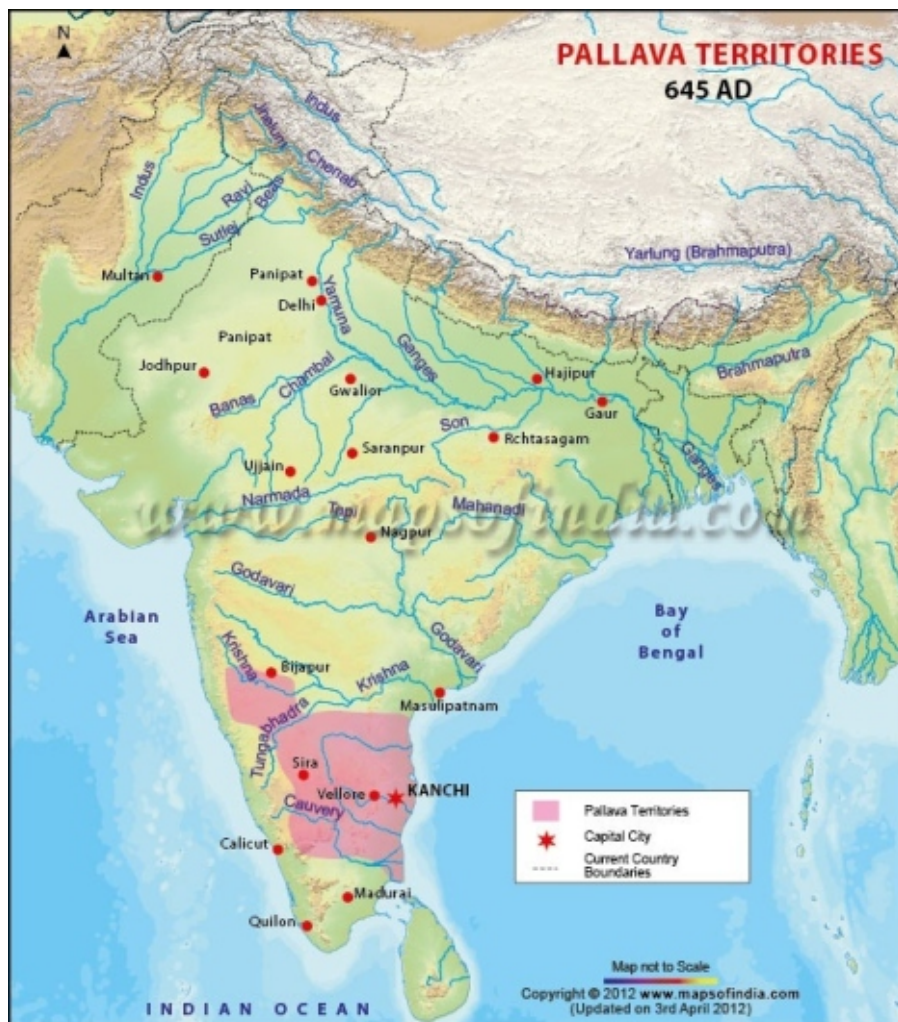 N
PALLAVA TERRITORIES
645 AD
Indus
Jhelum
Chenab
Indus
Ravi
Beas
Sutlej
Yarlung (Brahmaputra)
Multan
Panipat
Delhi
Yamuna
Panipat
Ganges
Jodhpur
Chambal
Hajipur
Brahmaputra
Banas
Gwalior
Gaur
Son
Rchtasagam
Saranpur
Ujjain
Ganges
Narmada
Tapi
Mahanadi
www.mapsofindia.com
Nagpur
Godavari
Arabian
Sea
Bay
of
Bengal
Godavari
Krishna
Bijapur
Krishna
Masulipatnam
Tungabhadra
Sira
Vellore
KANCHI
Cauvery
Pallava Territories
Capital City
Current Country
Boundaries
Calicut
Madurai
Quilon
Map not to Scale
Copyright © 2012 www.mapsofindia.com
(Updated on 3rd April 2012)
INDIAN OCEAN